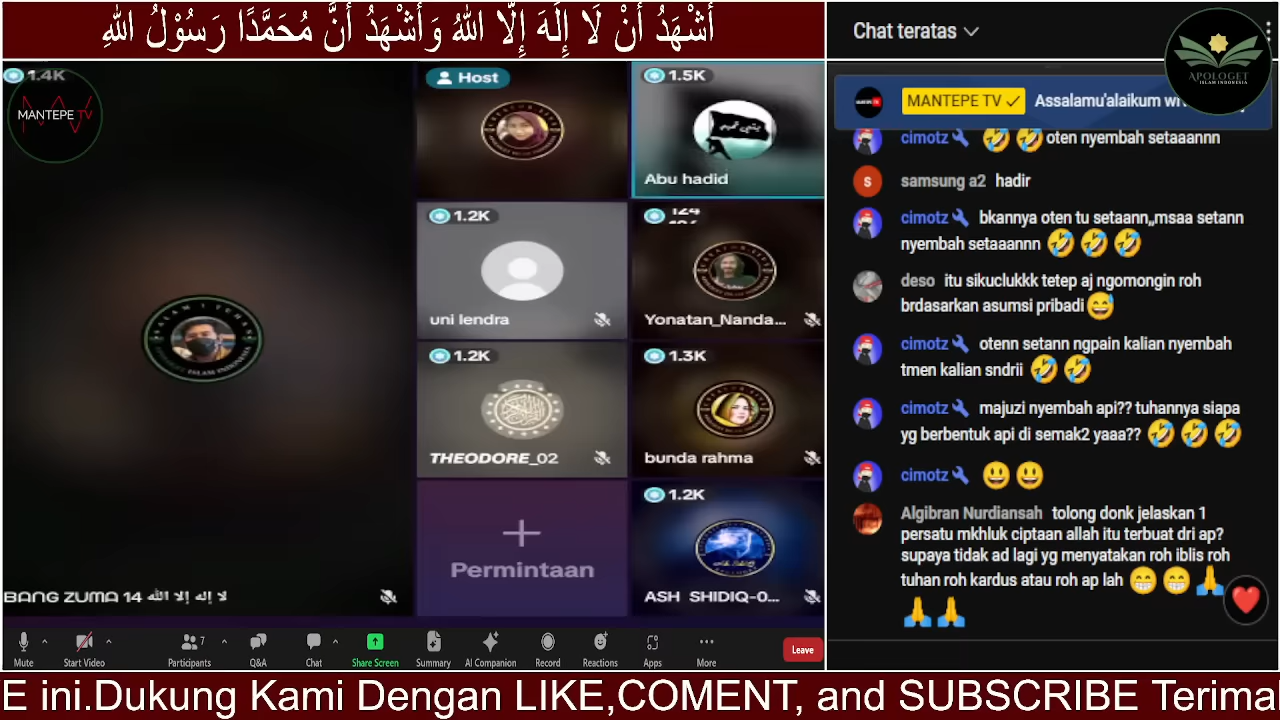 أَشْهَدُ أَنْ لَا إِلَهَ إِلَّا اللهُ وَأَشْهَدُ أَنَّ مُحَمَّدًا رَسُوْلُ اللهِ
1.4K
MANTEPE TV
Host
1.5K
Abu hadid
1.2K
uni lendra
Yonatan_Nanda...
1.2K
THEODORE_02
1.3K
bunda rahma
Permintaan
1.2K
ASH SHIDIQ-0...
BANG ZUMA 14 لا إله إلا الله
Mute
Start Video
Participants
7
Q&A
Chat
Share Screen
Summary
AI Companion
Record
Reactions
Apps
More
Leave
Chat teratas
APOLOGET
ISLAM INDONESIA
MANTEPE TV Assalamu'alaikum
cimotz 🤣 🤣 oten nyembah setaaannn
S samsung a2 hadir
cimotz bkannya oten tu setaann,,msaa setann
nyembah setaaannn 🤣 🤣 🤣
deso itu sikuclukkk tetep aj ngomongin roh
brdasarkan asumsi pribadi 😅
cimotz otenn setann ngpain kalian nyembah
tmen kalian sndrii 🤣 🤣
cimotz majuzi nyembah api?? tuhannya siapa
yg berbentuk api di semak2 yaaa?? 🤣 🤣 🤣
cimotz 😃 😃
Algibran Nurdiansah tolong donk jelaskan 1
persatu mkhluk ciptaan allah itu terbuat dri ap?
supaya tidak ad lagi yg menyatakan roh iblis roh
tuhan roh kardus atau roh ap lah 😁 😁 🙏
🙏 🙏
E ini.Dukung Kami Dengan LIKE,COMENT, and SUBSCRIBE Terima